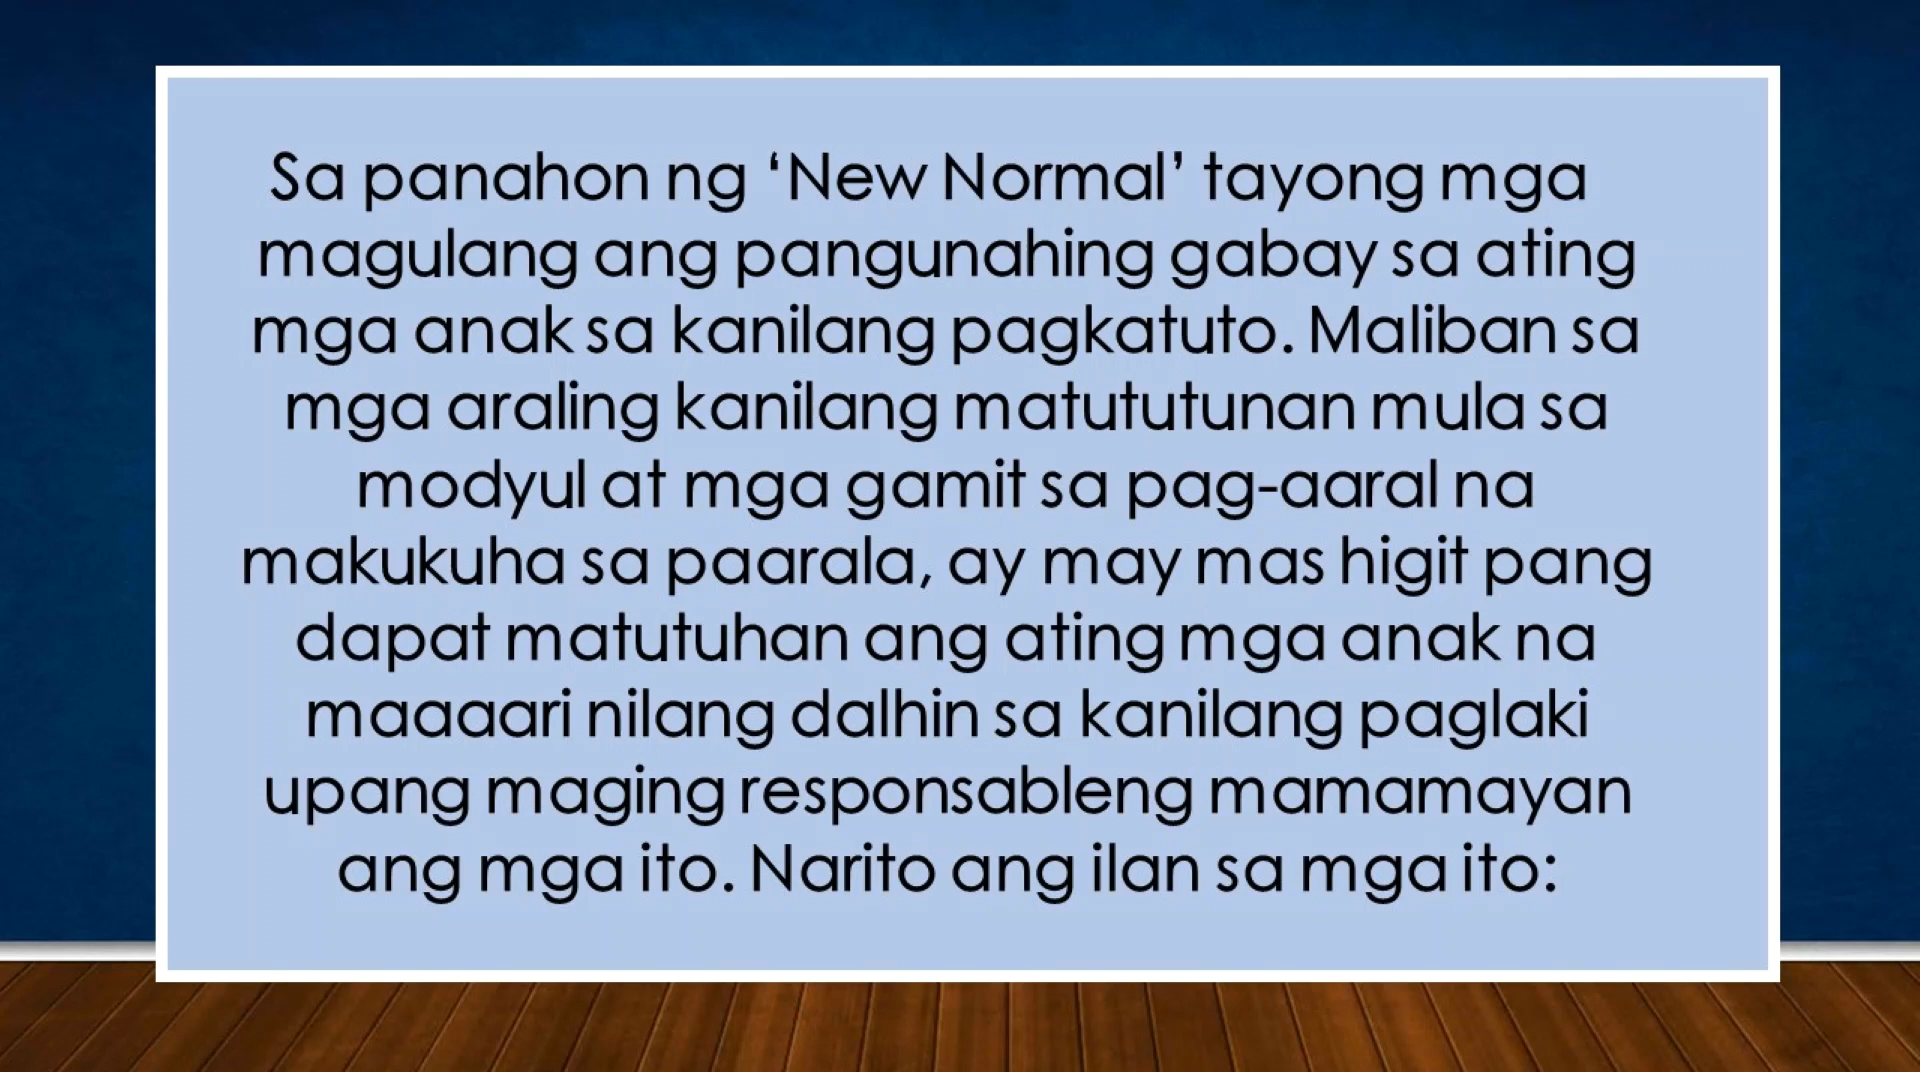 Sa panahon ng ‘New Normal’ tayong mga
magulang ang pangunahing gabay sa ating
mga anak sa kanilang pagkatuto. Maliban sa
mga araling kanilang matututunan mula sa
modyul at mga gamit sa pag-aaral na
makukuha sa paarala, ay may mas higit pang
dapat matutuhan ang ating mga anak na
maaaari nilang dalhin sa kanilang paglaki
upang maging responsableng mamamayan
ang mga ito. Narito ang ilan sa mga ito: